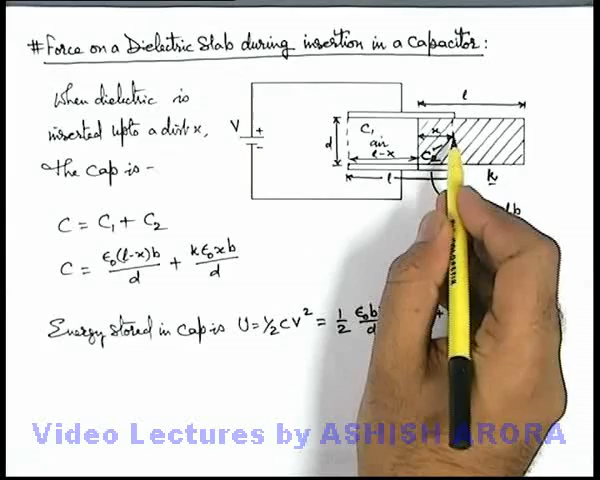 #Force on a Dielectric Slab during insertion in a Capacitor:
When dielectric is
inserted upto a dist x,
the cap is –
C = C₁ + C₂
C = ε₀(l-x)b/d + kε₀xb/d
Energy stored in cap is U = ½ CV² = 1/2 ε₀b/d
V
+
-
d
C₁
air
l-x
l
l
x
C₂
k
lb
Video Lectures by ASHISH ARORA